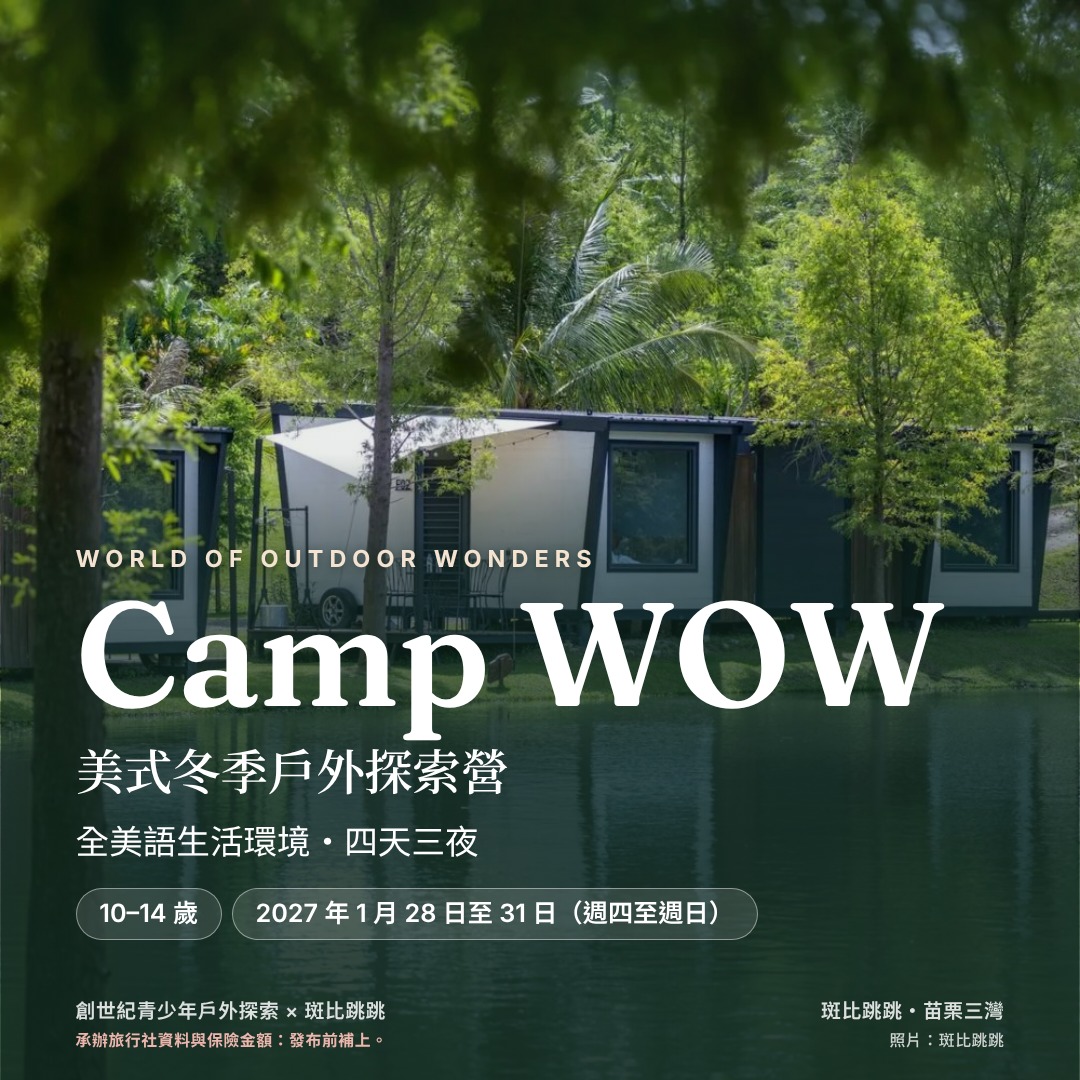 WORLD OF OUTDOOR WONDERS
Camp WOW
美式冬季戶外探索營
全美語生活環境・四天三夜
10–14 歲
2027 年 1 月 28 日至 31 日（週四至週日）
創世紀青少年戶外探索 × 斑比跳跳
承辦旅行社資料與保險金額：發布前補上。
斑比跳跳・苗栗三灣
照片：斑比跳跳